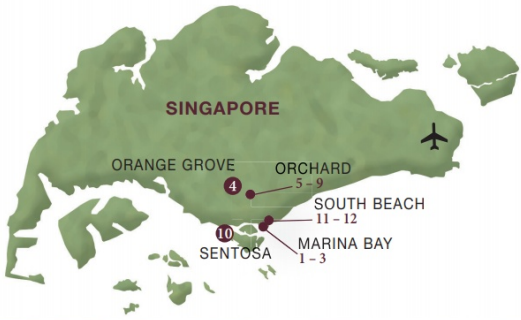 SINGAPORE
ORANGE GROVE
4
ORCHARD
5 – 9
SOUTH BEACH
11 – 12
10
SENTOSA
MARINA BAY
1 – 3